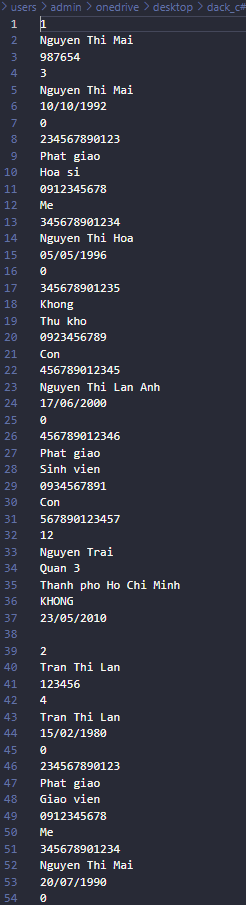 > users > admin > onedrive > desktop > dack_c#
1 1
2 Nguyen Thi Mai
3 987654
4 3
5 Nguyen Thi Mai
6 10/10/1992
7 0
8 234567890123
9 Phat giao
10 Hoa si
11 0912345678
12 Me
13 345678901234
14 Nguyen Thi Hoa
15 05/05/1996
16 0
17 345678901235
18 Khong
19 Thu kho
20 0923456789
21 Con
22 456789012345
23 Nguyen Thi Lan Anh
24 17/06/2000
25 0
26 456789012346
27 Phat giao
28 Sinh vien
29 0934567891
30 Con
31 567890123457
32 12
33 Nguyen Trai
34 Quan 3
35 Thanh pho Ho Chi Minh
36 KHONG
37 23/05/2010
38
39 2
40 Tran Thi Lan
41 123456
42 4
43 Tran Thi Lan
44 15/02/1980
45 0
46 234567890123
47 Phat giao
48 Giao vien
49 0912345678
50 Me
51 345678901234
52 Nguyen Thi Mai
53 20/07/1990
54 0